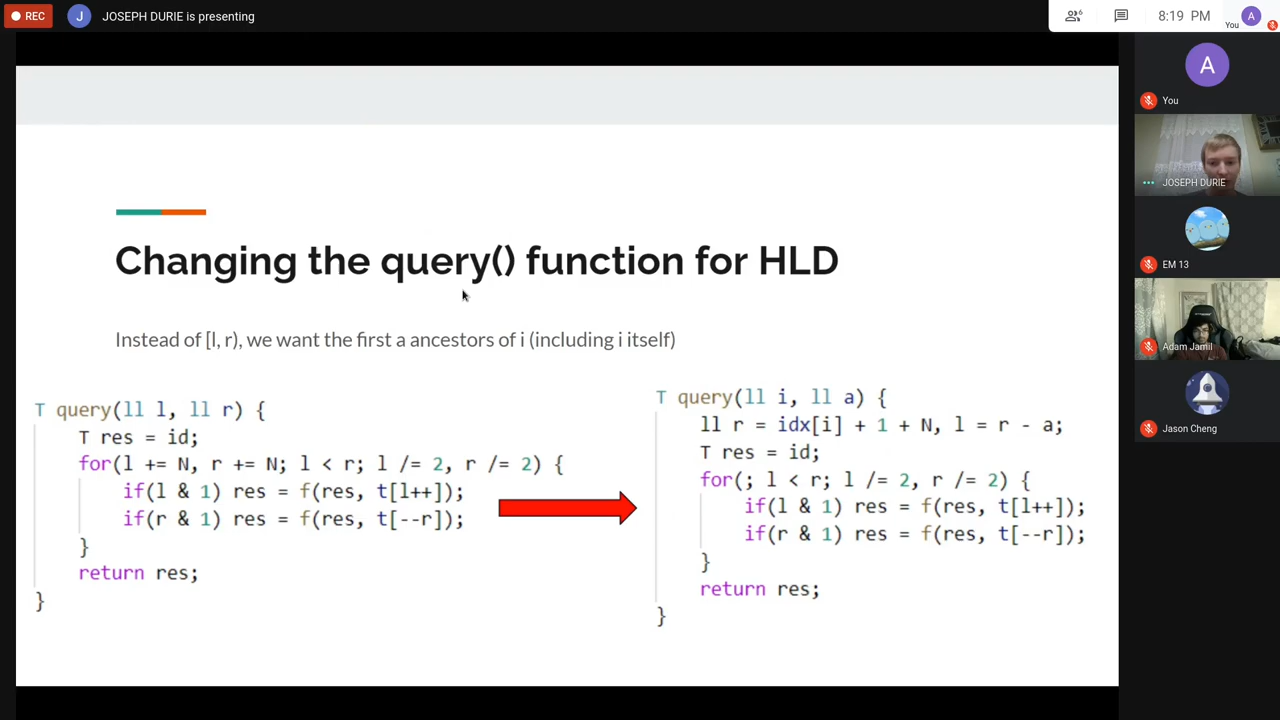 REC
J
JOSEPH DURIE is presenting
6
8:19 PM
You
A
Changing the query() function for HLD
Instead of [l, r), we want the first a ancestors of i (including i itself)
T query(ll l, ll r) {
T res = id;
for(l += N, r += N; l < r; l /= 2, r /= 2) {
if(l & 1) res = f(res, t[l++]);
if(r & 1) res = f(res, t[--r]);
}
return res;
}
T query(ll i, ll a) {
ll r = idx[i] + 1 + N, l = r - a;
T res = id;
for(; l < r; l /= 2, r /= 2) {
if(l & 1) res = f(res, t[l++]);
if(r & 1) res = f(res, t[--r]);
}
return res;
}
A
You
JOSEPH DURIE
EM 13
Adam Jamil
Jason Cheng